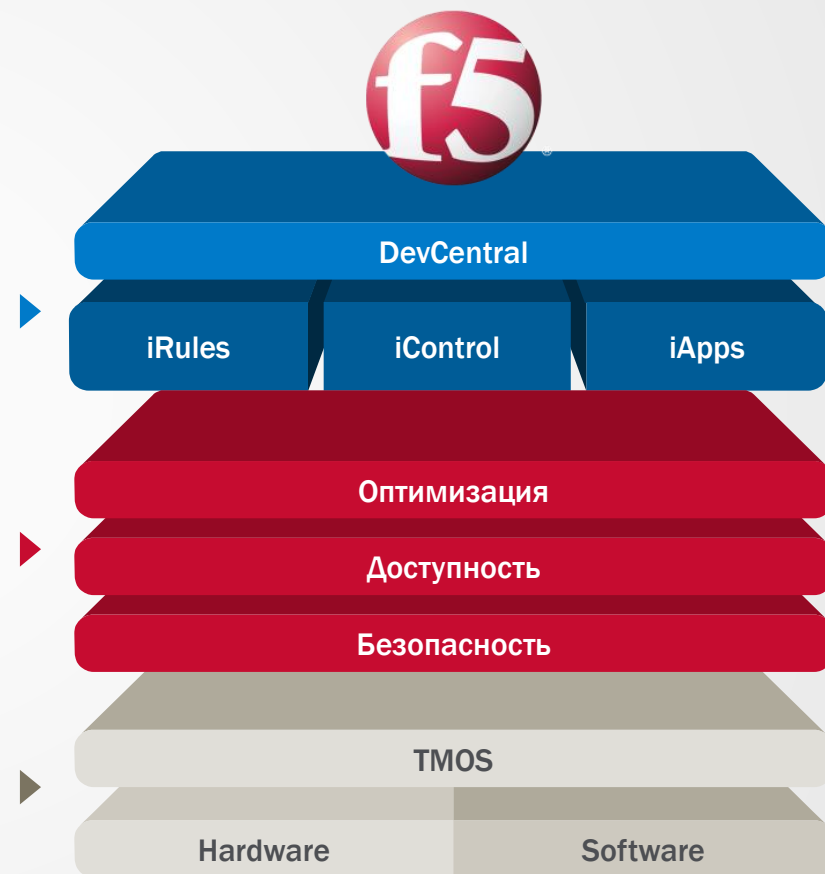 f5
®
DevCentral
iRules iControl iApps
Оптимизация
Доступность
Безопасность
TMOS
Hardware Software